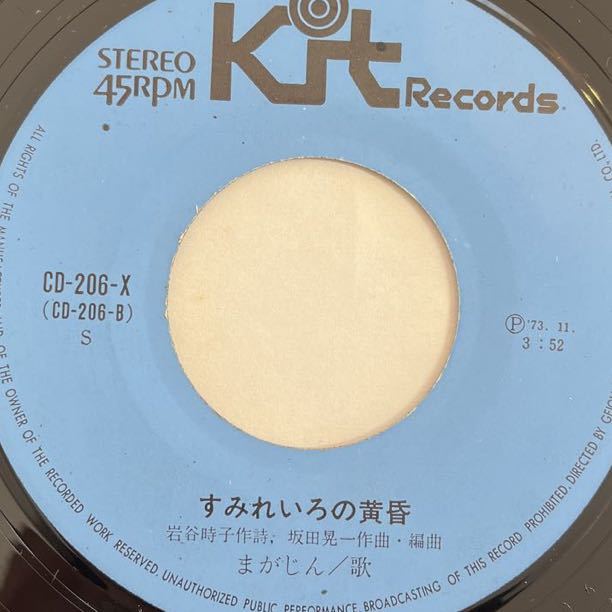 STEREO
45RPM
Kit Records
CO., LTD.
CD-206-X
(CD-206-B)
S
Ⓟ'73. 11.
3:52
すみれいろの黄昏
岩谷時子作詩, 坂田晃一作曲・編曲
まがじん/歌
ALL RIGHTS OF THE OF THE OWNER OF THE RECORDED WORK RESERVED. UNAUTHORIZED PUBLIC PERFORMANCE, BROADCASTING OF THIS RECORD PROHIBITED. DIRECTED BY